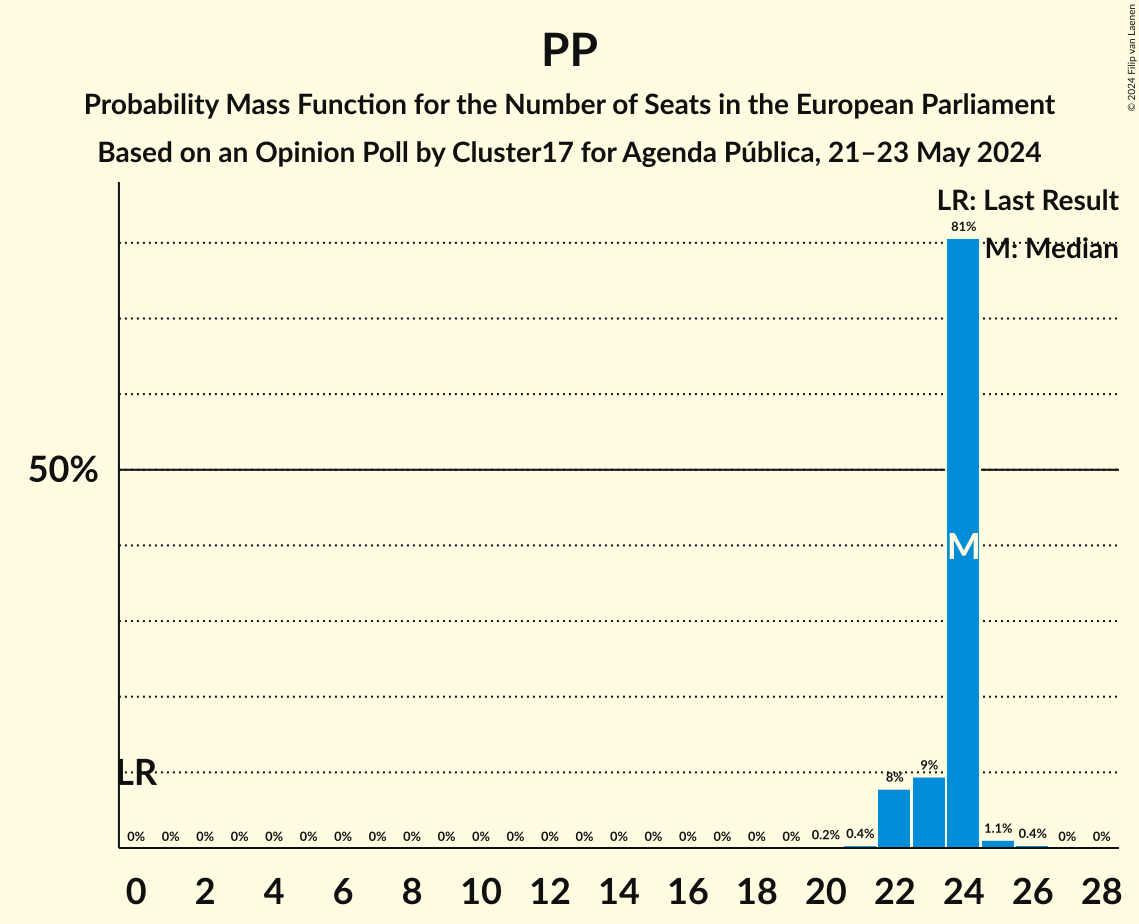 PP
Probability Mass Function for the Number of Seats in the European Parliament
Based on an Opinion Poll by Cluster17 for Agenda Pública, 21–23 May 2024
© 2024 Filip van Laenen
LR: Last Result
M: Median
81%
50%
M
LR
9%
8%
0% 0% 0% 0% 0% 0% 0% 0% 0% 0% 0% 0% 0% 0% 0% 0% 0% 0% 0% 0% 0.2% 0.4% 1.1% 0.4% 0% 0%
0 2 4 6 8 10 12 14 16 18 20 22 24 26 28